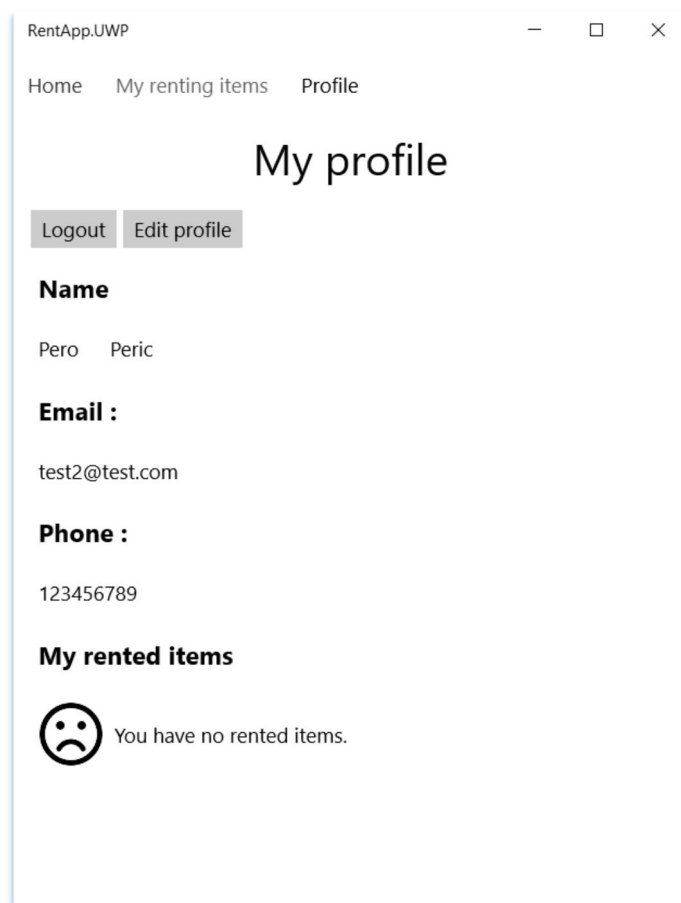 RentApp.UWP
Home My renting items Profile
My profile
Logout Edit profile
Name
Pero Peric
Email :
test2@test.com
Phone :
123456789
My rented items
You have no rented items.